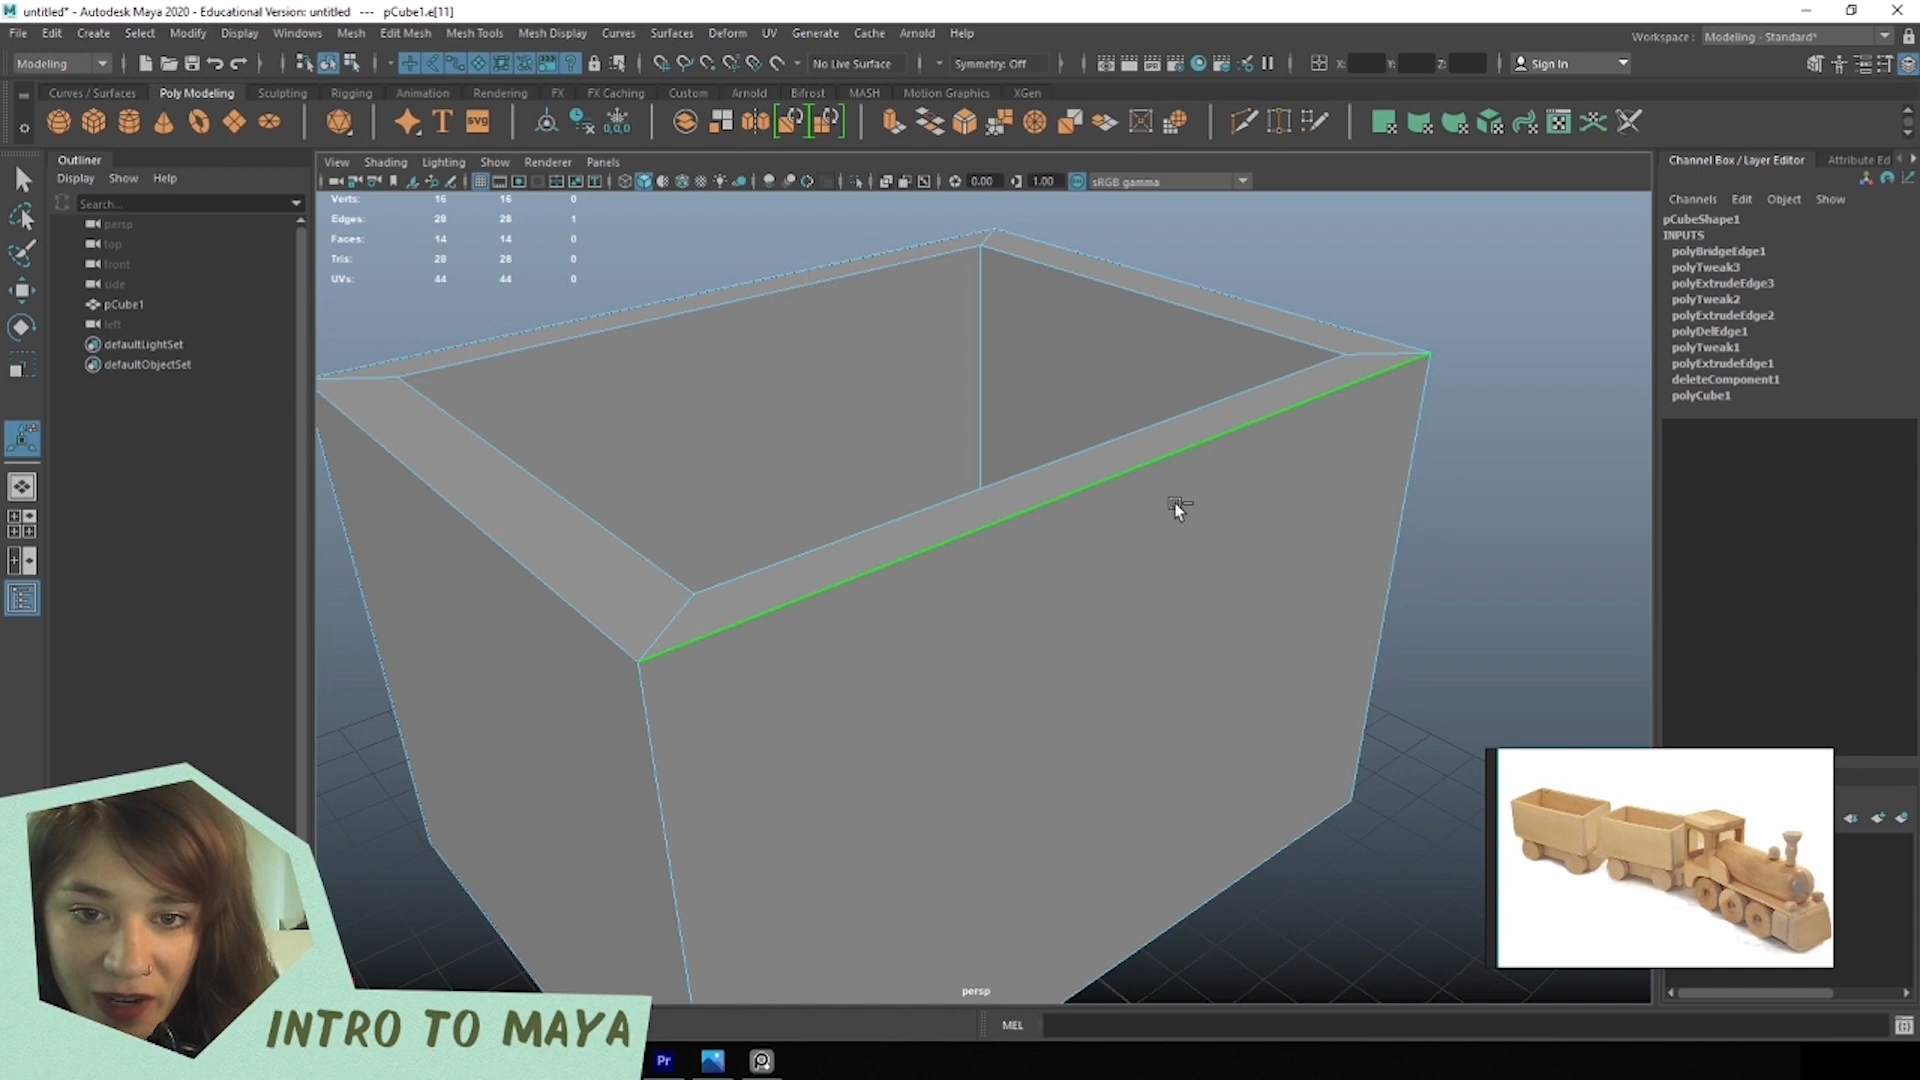 untitled* - Autodesk Maya 2020 - Educational Version: untitled --- pCube1.e[11]
File Edit Create Select Modify Display Windows Mesh Edit Mesh Mesh Tools Mesh Display Curves Surfaces Deform UV Generate Cache Arnold Help
Workspace : Modeling - Standard*
Modeling No Live Surface Symmetry: Off X: Y: Z: Sign In
Curves / Surfaces Poly Modeling Sculpting Rigging Animation Rendering FX FX Caching Custom Arnold Bifrost MASH Motion Graphics XGen
T SVG 0,0,0
Outliner
Display Show Help
Search...
persp
top
front
side
pCube1
left
defaultLightSet
defaultObjectSet
View Shading Lighting Show Renderer Panels
0.00 1.00 sRGB gamma
Verts: 16 16 0
Edges: 28 28 1
Faces: 14 14 0
Tris: 28 28 0
UVs: 44 44 0
persp
Channel Box / Layer Editor Attribute Ed
Channels Edit Object Show
pCubeShape1
INPUTS
polyBridgeEdge1
polyTweak3
polyExtrudeEdge3
polyTweak2
polyExtrudeEdge2
polyDelEdge1
polyTweak1
polyExtrudeEdge1
deleteComponent1
polyCube1
MEL
INTRO TO MAYA
Pr